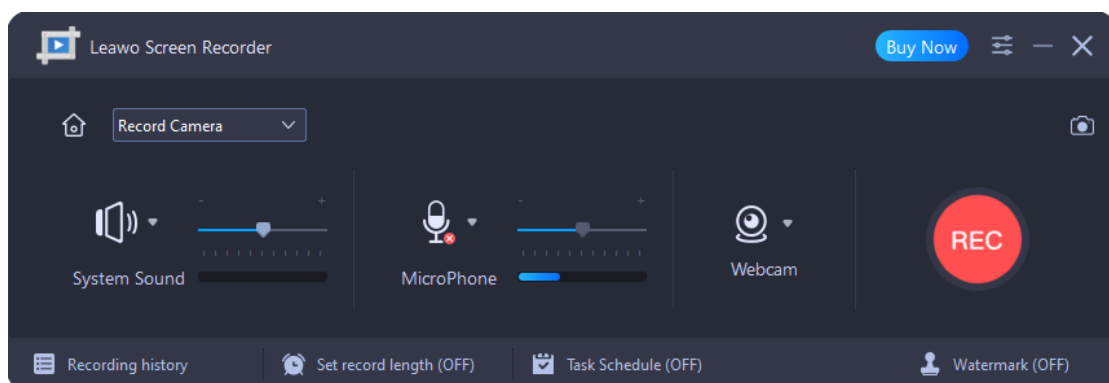 Leawo Screen Recorder
Buy Now
Record Camera
- +
- +
System Sound
MicroPhone
Webcam
REC
Recording history
Set record length (OFF)
Task Schedule (OFF)
Watermark (OFF)